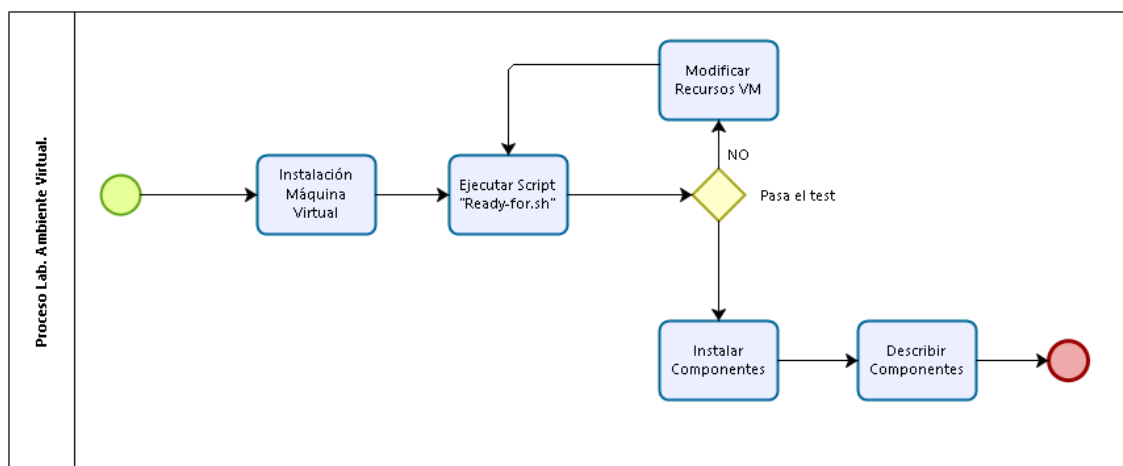 Proceso Lab. Ambiente Virtual.
Instalación
Máquina
Virtual
Ejecutar Script
"Ready-for.sh"
Modificar
Recursos VM
NO
Pasa el test
Instalar
Componentes
Describir
Componentes